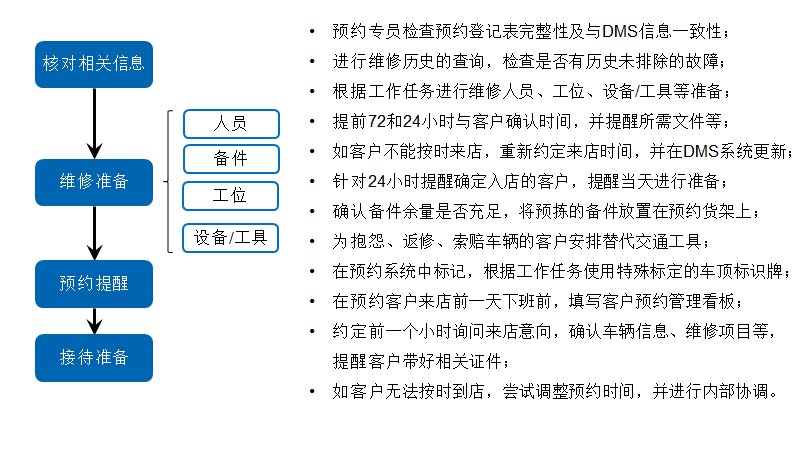 核对相关信息
维修准备
预约提醒
接待准备
人员
备件
工位
设备/工具
• 预约专员检查预约登记表完整性及与DMS信息一致性；
• 进行维修历史的查询，检查是否有历史未排除的故障；
• 根据工作任务进行维修人员、工位、设备/工具等准备；
• 提前72和24小时与客户确认时间，并提醒所需文件等；
• 如客户不能按时来店，重新约定来店时间，并在DMS系统更新；
• 针对24小时提醒确定入店的客户，提醒当天进行准备；
• 确认备件余量是否充足，将预拣的备件放置在预约货架上；
• 为抱怨、返修、索赔车辆的客户安排替代交通工具；
• 在预约系统中标记，根据工作任务使用特殊标定的车顶标识牌；
• 在预约客户来店前一天下班前，填写客户预约管理看板；
• 约定前一个小时询问来店意向，确认车辆信息、维修项目等，
提醒客户带好相关证件；
• 如客户无法按时到店，尝试调整预约时间，并进行内部协调。